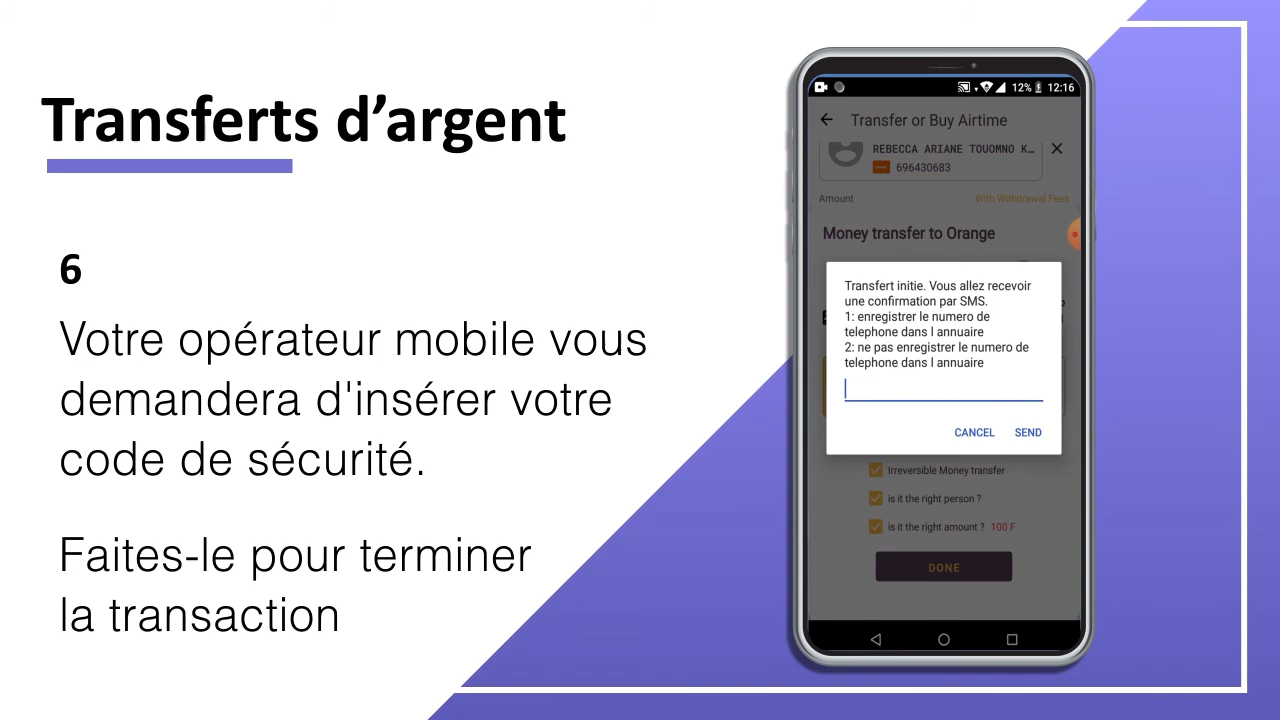 Transferts d’argent
6
Votre opérateur mobile vous
demandera d'insérer votre
code de sécurité.
Faites-le pour terminer
la transaction
12% 12:16
Transfer or Buy Airtime
REBECCA ARIANE TOUOMNO K…
696430683
Amount With Withdrawal Fees
Money transfer to Orange
Transfert initie. Vous allez recevoir
une confirmation par SMS.
1: enregistrer le numero de
telephone dans l annuaire
2: ne pas enregistrer le numero de
telephone dans l annuaire
CANCEL SEND
Irreversible Money transfer
is it the right person ?
is it the right amount ? 100 F
DONE